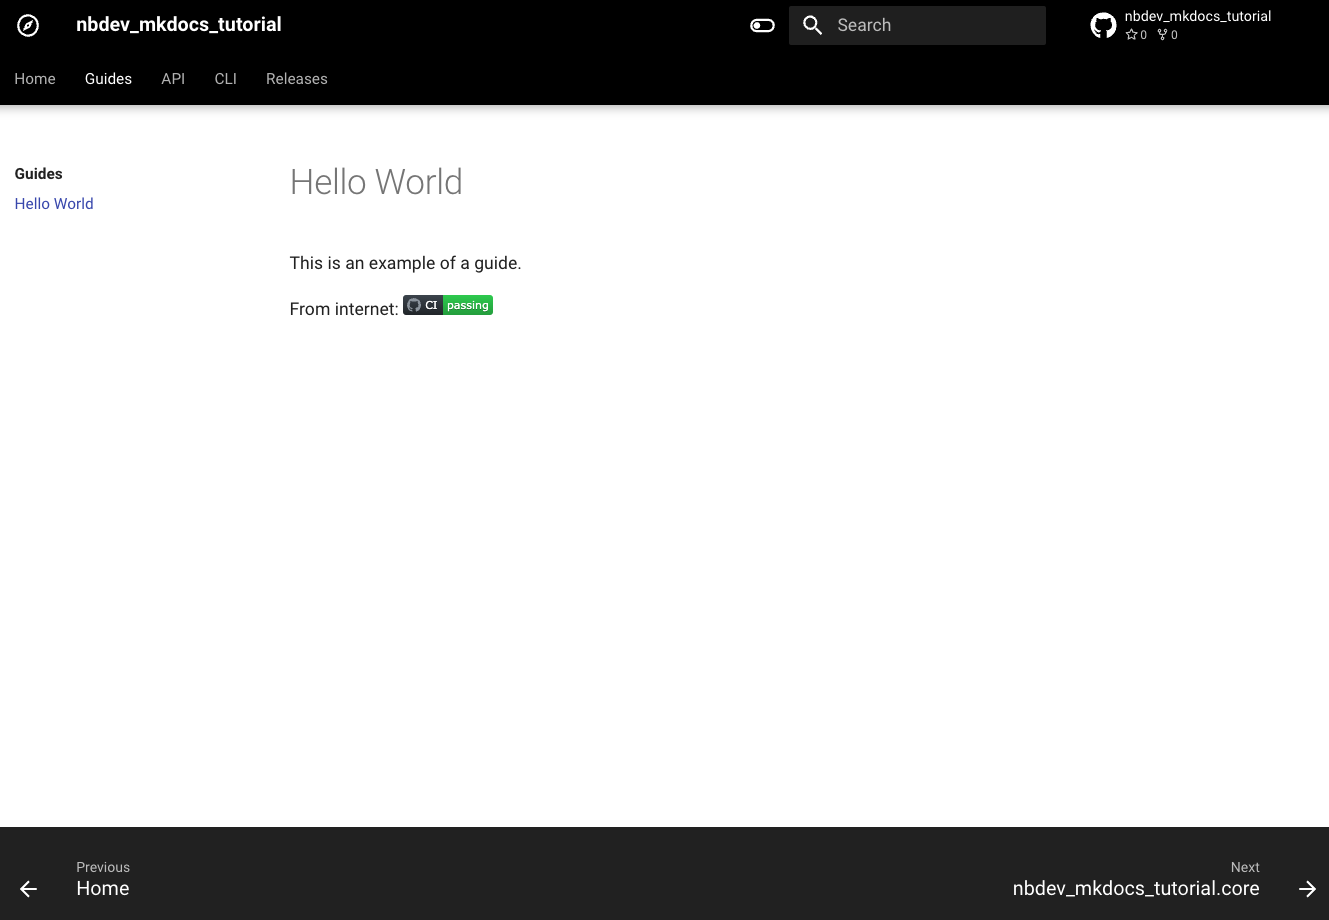 nbdev_mkdocs_tutorial
Search
nbdev_mkdocs_tutorial
0 0
Home Guides API CLI Releases
Guides
Hello World
Hello World
This is an example of a guide.
From internet: CI passing
Previous
Home
Next
nbdev_mkdocs_tutorial.core